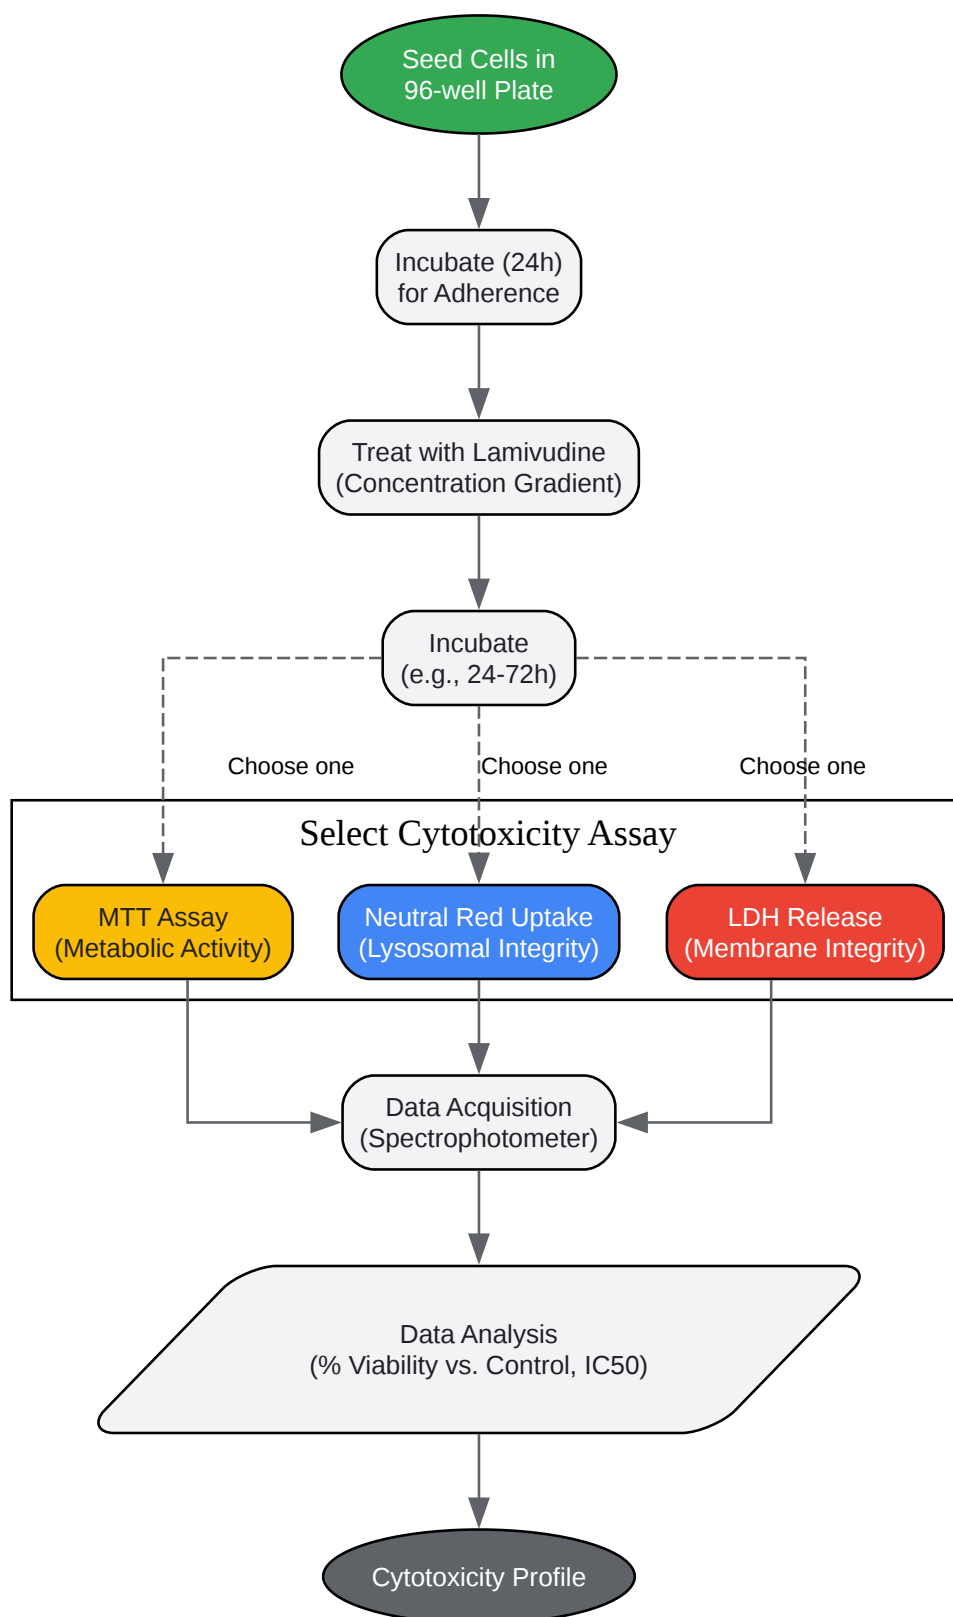 Seed Cells in
96-well Plate
Incubate (24h)
for Adherence
Treat with Lamivudine
(Concentration Gradient)
Incubate
(e.g., 24-72h)
Choose one
Choose one
Choose one
Select Cytotoxicity Assay
MTT Assay
(Metabolic Activity)
Neutral Red Uptake
(Lysosomal Integrity)
LDH Release
(Membrane Integrity)
Data Acquisition
(Spectrophotometer)
Data Analysis
(% Viability vs. Control, IC50)
Cytotoxicity Profile